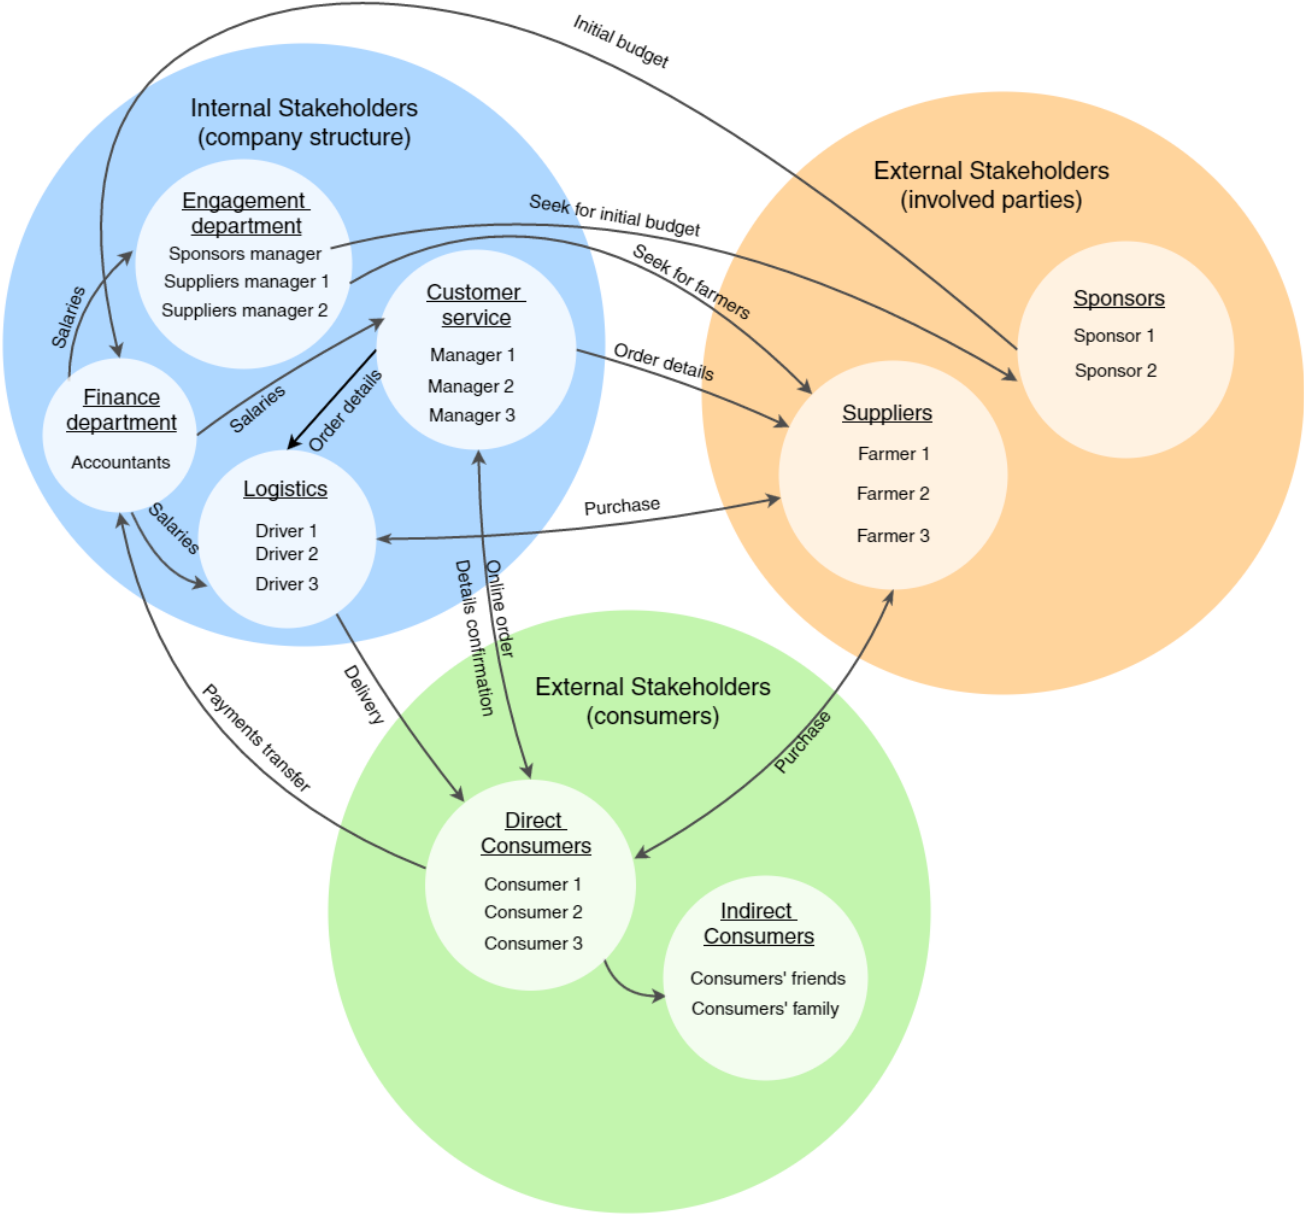 Initial budget
Internal Stakeholders
(company structure)
External Stakeholders
(involved parties)
Engagement
department
Sponsors manager
Suppliers manager 1
Suppliers manager 2
Seek for initial budget
Seek for farmers
Salaries
Customer
service
Manager 1
Manager 2
Manager 3
Sponsors
Sponsor 1
Sponsor 2
Order details
Finance
department
Accountants
Salaries
Order details
Suppliers
Farmer 1
Farmer 2
Farmer 3
Logistics
Driver 1
Driver 2
Driver 3
Salaries
Purchase
Online order
Details confirmation
Delivery
Payments transfer
External Stakeholders
(consumers)
Purchase
Direct
Consumers
Consumer 1
Consumer 2
Consumer 3
Indirect
Consumers
Consumers' friends
Consumers' family